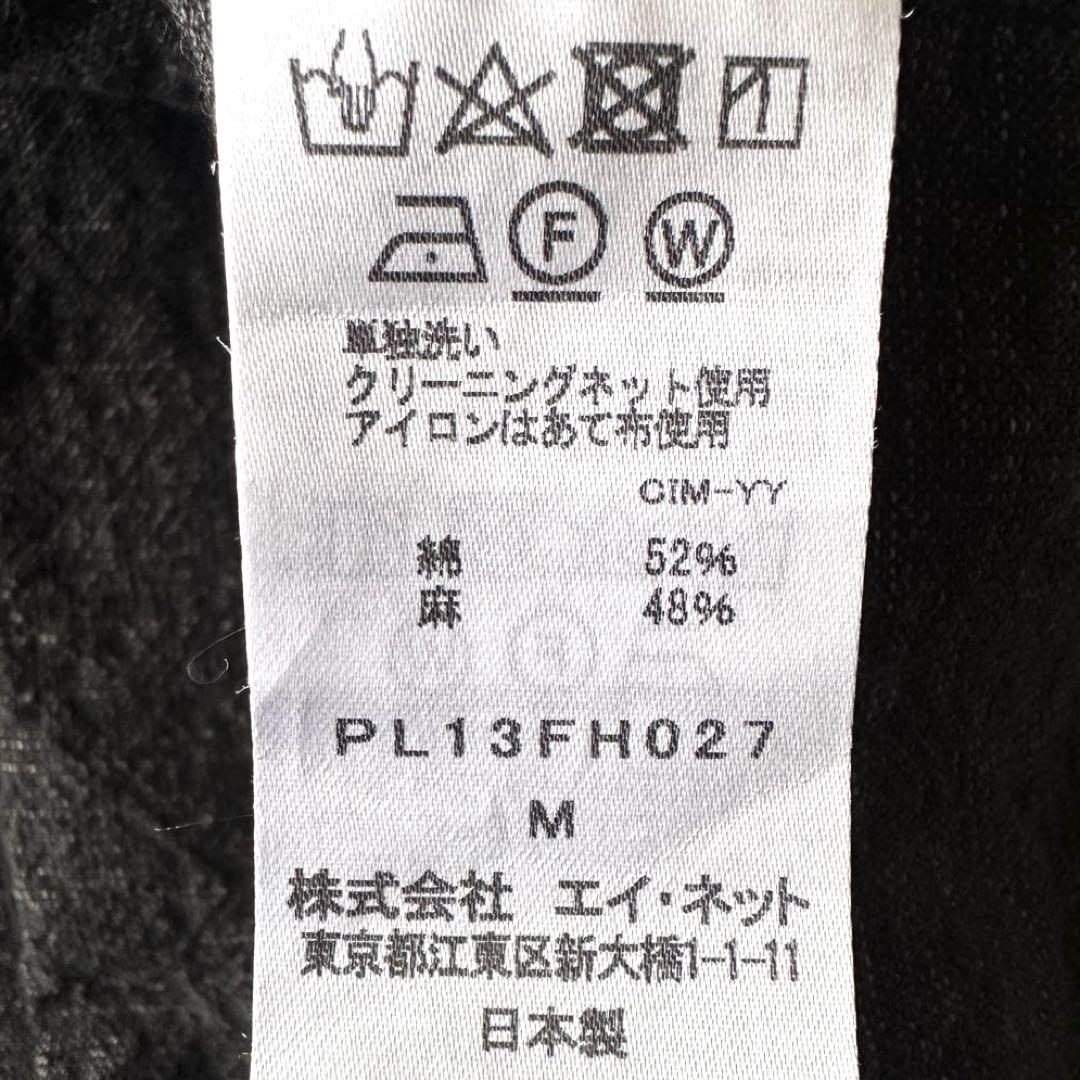 F W
単独洗い
クリーニングネット使用
アイロンはあて布使用
CIM-YY
綿 52%
麻 48%
PL13FH027
M
株式会社 エイ・ネット
東京都江東区新大橋1-1-11
日本製